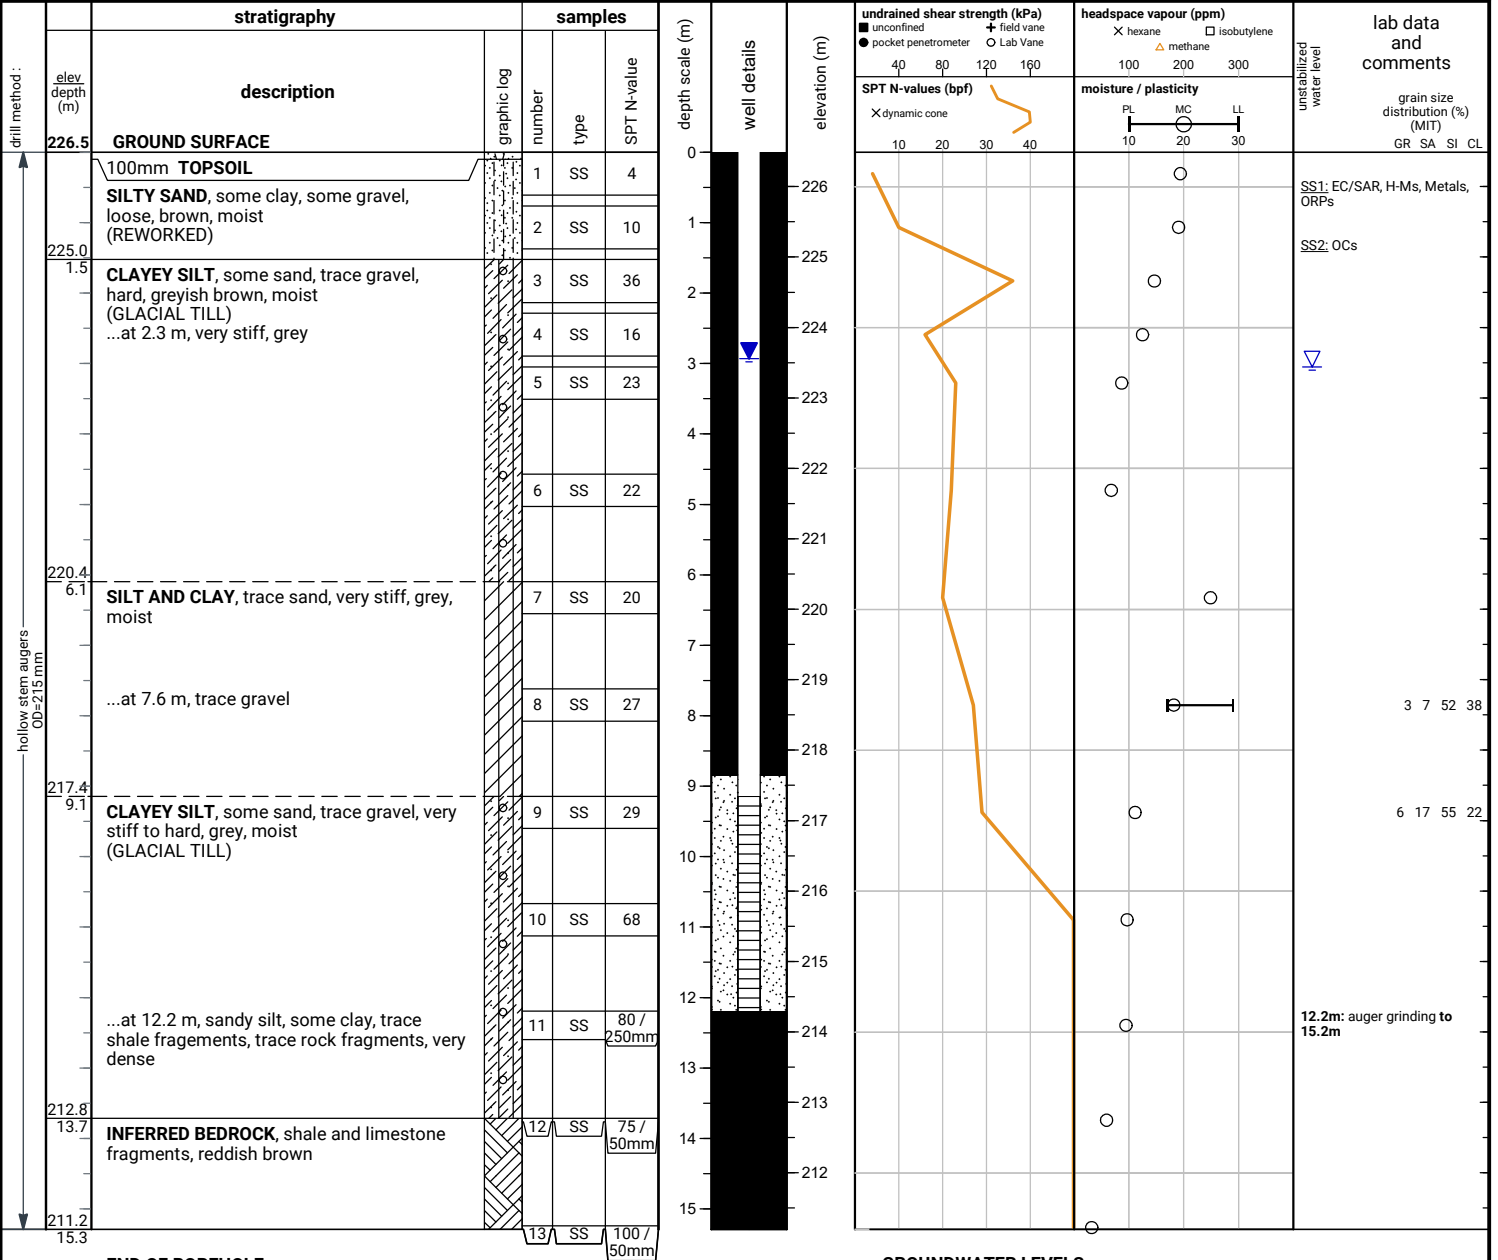 stratigraphy
samples
drill method :
elev
depth
(m)
description
graphic log
number
type
SPT N-value
depth scale (m)
well details
elevation (m)
undrained shear strength (kPa)
unconfined
field vane
pocket penetrometer
Lab Vane
40 80 120 160
SPT N-values (bpf)
dynamic cone
10 20 30 40
headspace vapour (ppm)
hexane
isobutylene
methane
100 200 300
moisture / plasticity
PL MC LL
10 20 30
unstabilized
water level
lab data
and
comments
grain size
distribution (%)
(MIT)
GR SA SI CL
226.5 GROUND SURFACE
hollow stem augers
OD=215 mm
100mm TOPSOIL
SILTY SAND, some clay, some gravel,
loose, brown, moist
(REWORKED)
225.0
1.5
CLAYEY SILT, some sand, trace gravel,
hard, greyish brown, moist
(GLACIAL TILL)
...at 2.3 m, very stiff, grey
220.4
6.1
SILT AND CLAY, trace sand, very stiff, grey,
moist
...at 7.6 m, trace gravel
217.4
9.1
CLAYEY SILT, some sand, trace gravel, very
stiff to hard, grey, moist
(GLACIAL TILL)
...at 12.2 m, sandy silt, some clay, trace
shale fragements, trace rock fragments, very
dense
212.8
13.7
INFERRED BEDROCK, shale and limestone
fragments, reddish brown
211.2
15.3
1 SS 4
2 SS 10
3 SS 36
4 SS 16
5 SS 23
6 SS 22
7 SS 20
8 SS 27
9 SS 29
10 SS 68
11 SS 80 /
250mm
12 SS 75 /
50mm
13 SS 100 /
50mm
0
1
2
3
4
5
6
7
8
9
10
11
12
13
14
15
226
225
224
223
222
221
220
219
218
217
216
215
214
213
212
SS1: EC/SAR, H-Ms, Metals,
ORPs
SS2: OCs
3 7 52 38
6 17 55 22
12.2m: auger grinding to
15.2m
END OF BOREHOLE
GROUNDWATER LEVELS